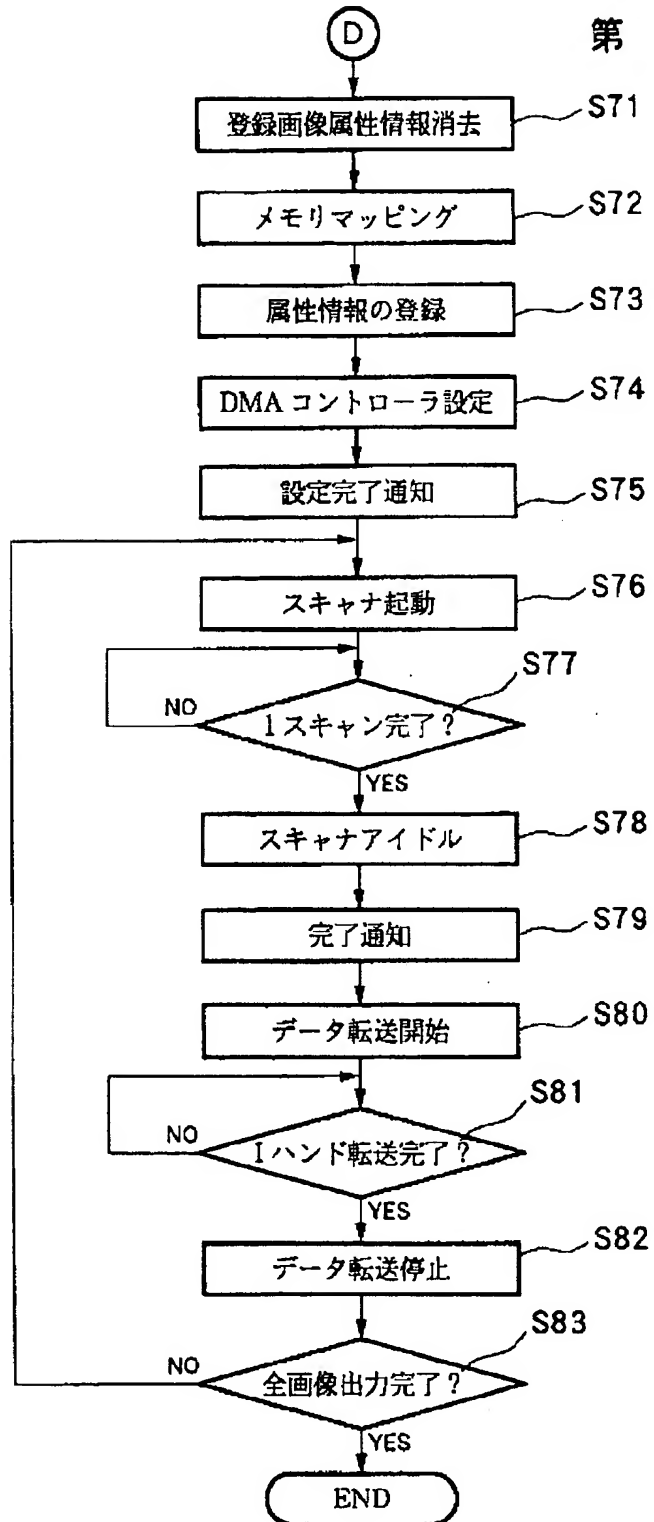 D
第
登録画像属性情報消去
S71
メモリマッピング
S72
属性情報の登録
S73
DMA コントローラ設定
S74
設定完了通知
S75
スキャナ起動
S76
S77
NO
1スキャン完了?
YES
スキャナアイドル
S78
完了通知
S79
データ転送開始
S80
S81
NO
1ハンド転送完了?
YES
データ転送停止
S82
S83
NO
全画像出力完了?
YES
END